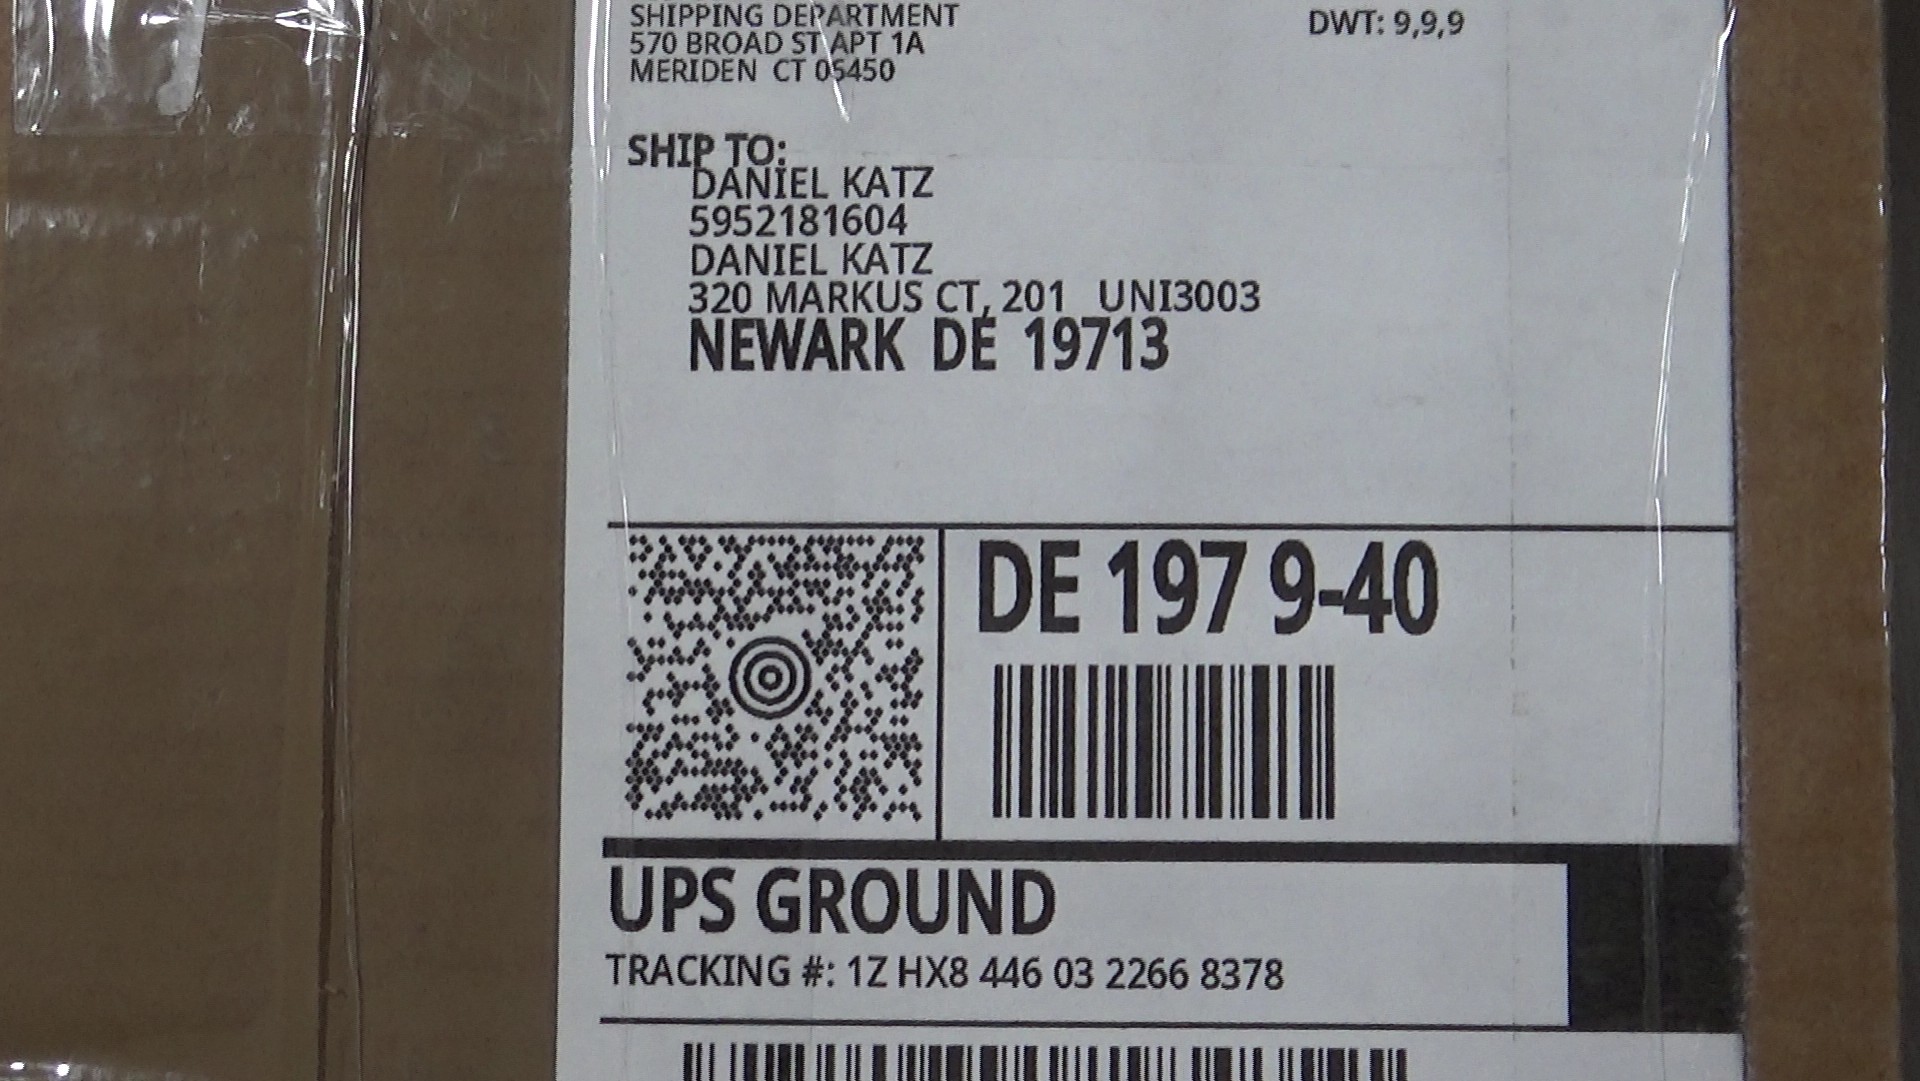 SHIPPING DEPARTMENT
570 BROAD ST APT 1A
MERIDEN CT 06450
DWT: 9,9,9
SHIP TO:
DANIEL KATZ
5952181604
DANIEL KATZ
320 MARKUS CT, 201 UNI3003
NEWARK DE 19713
DE 197 9-40
UPS GROUND
TRACKING #: 1Z HX8 446 03 2266 8378